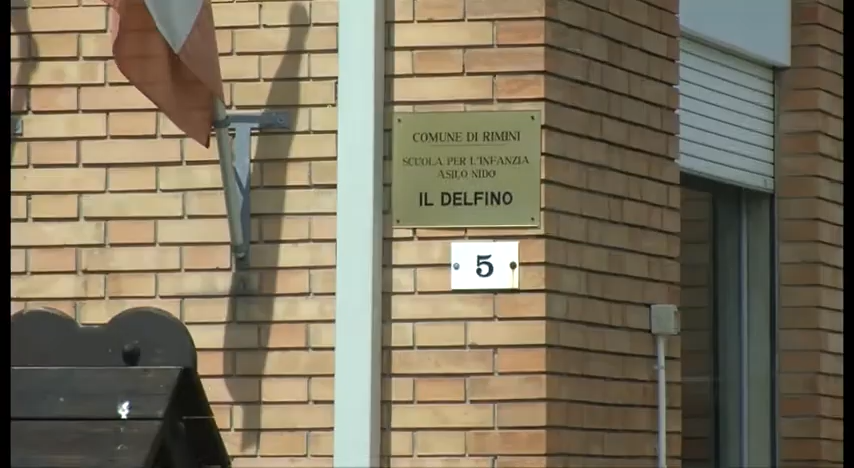 COMUNE DI RIMINI
SCUOLA PER L'INFANZIA
ASILO NIDO
IL DELFINO
5